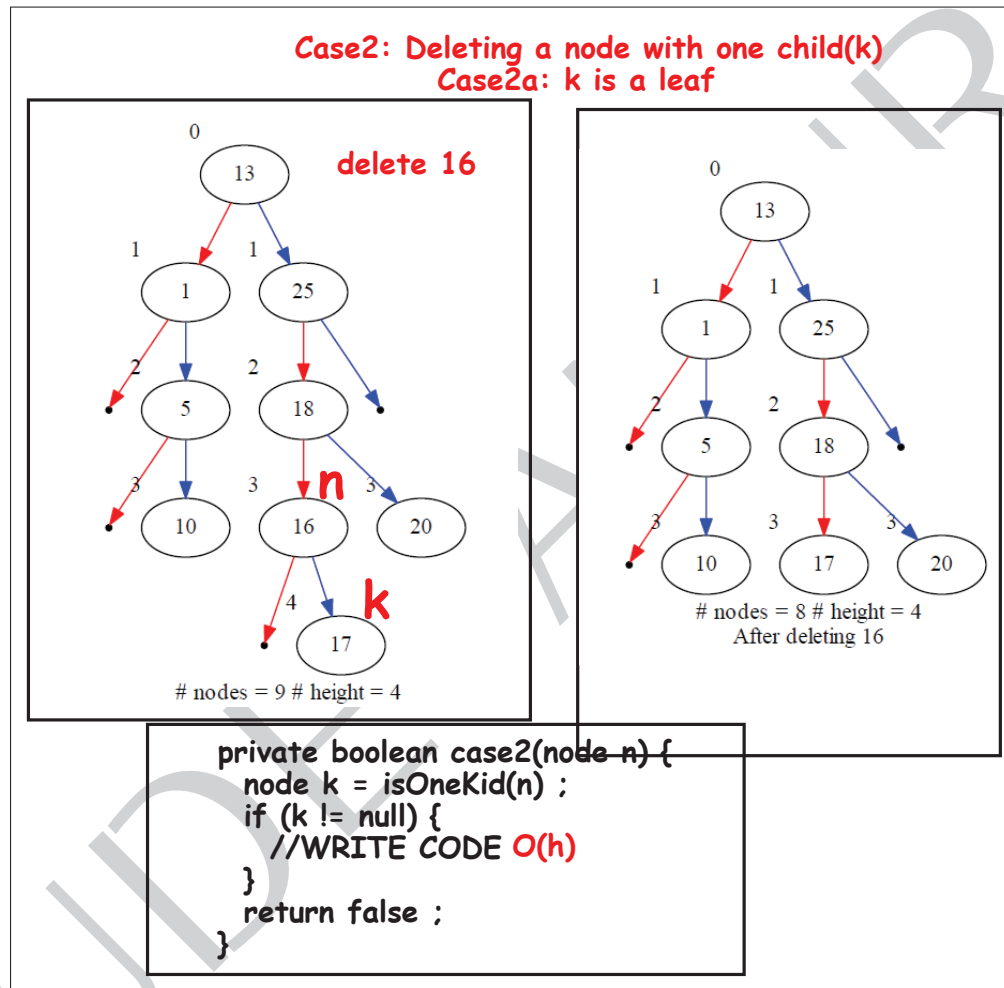 Case2: Deleting a node with one child(k)
Case2a: k is a leaf
0
delete 16
13
1
1
1
25
2
2
5
18
3
3
n
3
10
16
20
4
k
17
# nodes = 9 # height = 4
0
13
1
1
1
25
2
2
5
18
3
3
3
10
17
20
# nodes = 8 # height = 4
After deleting 16
private boolean case2(node n) {
node k = isOneKid(n) ;
if (k != null) {
//WRITE CODE O(h)
}
return false ;
}